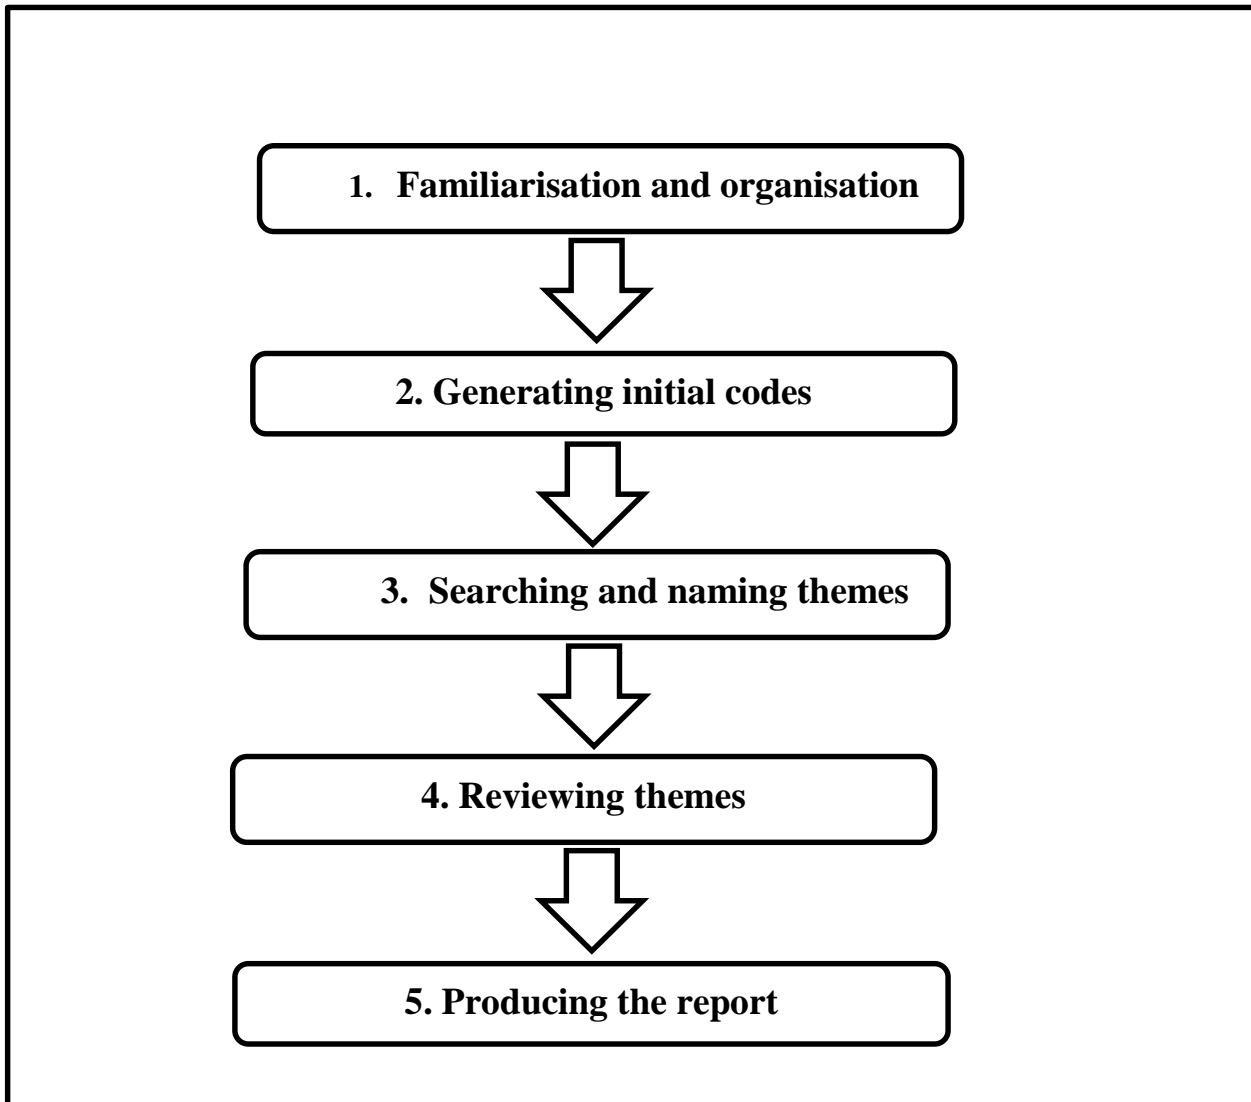 1. Familiarisation and organisation
2. Generating initial codes
3. Searching and naming themes
4. Reviewing themes
5. Producing the report